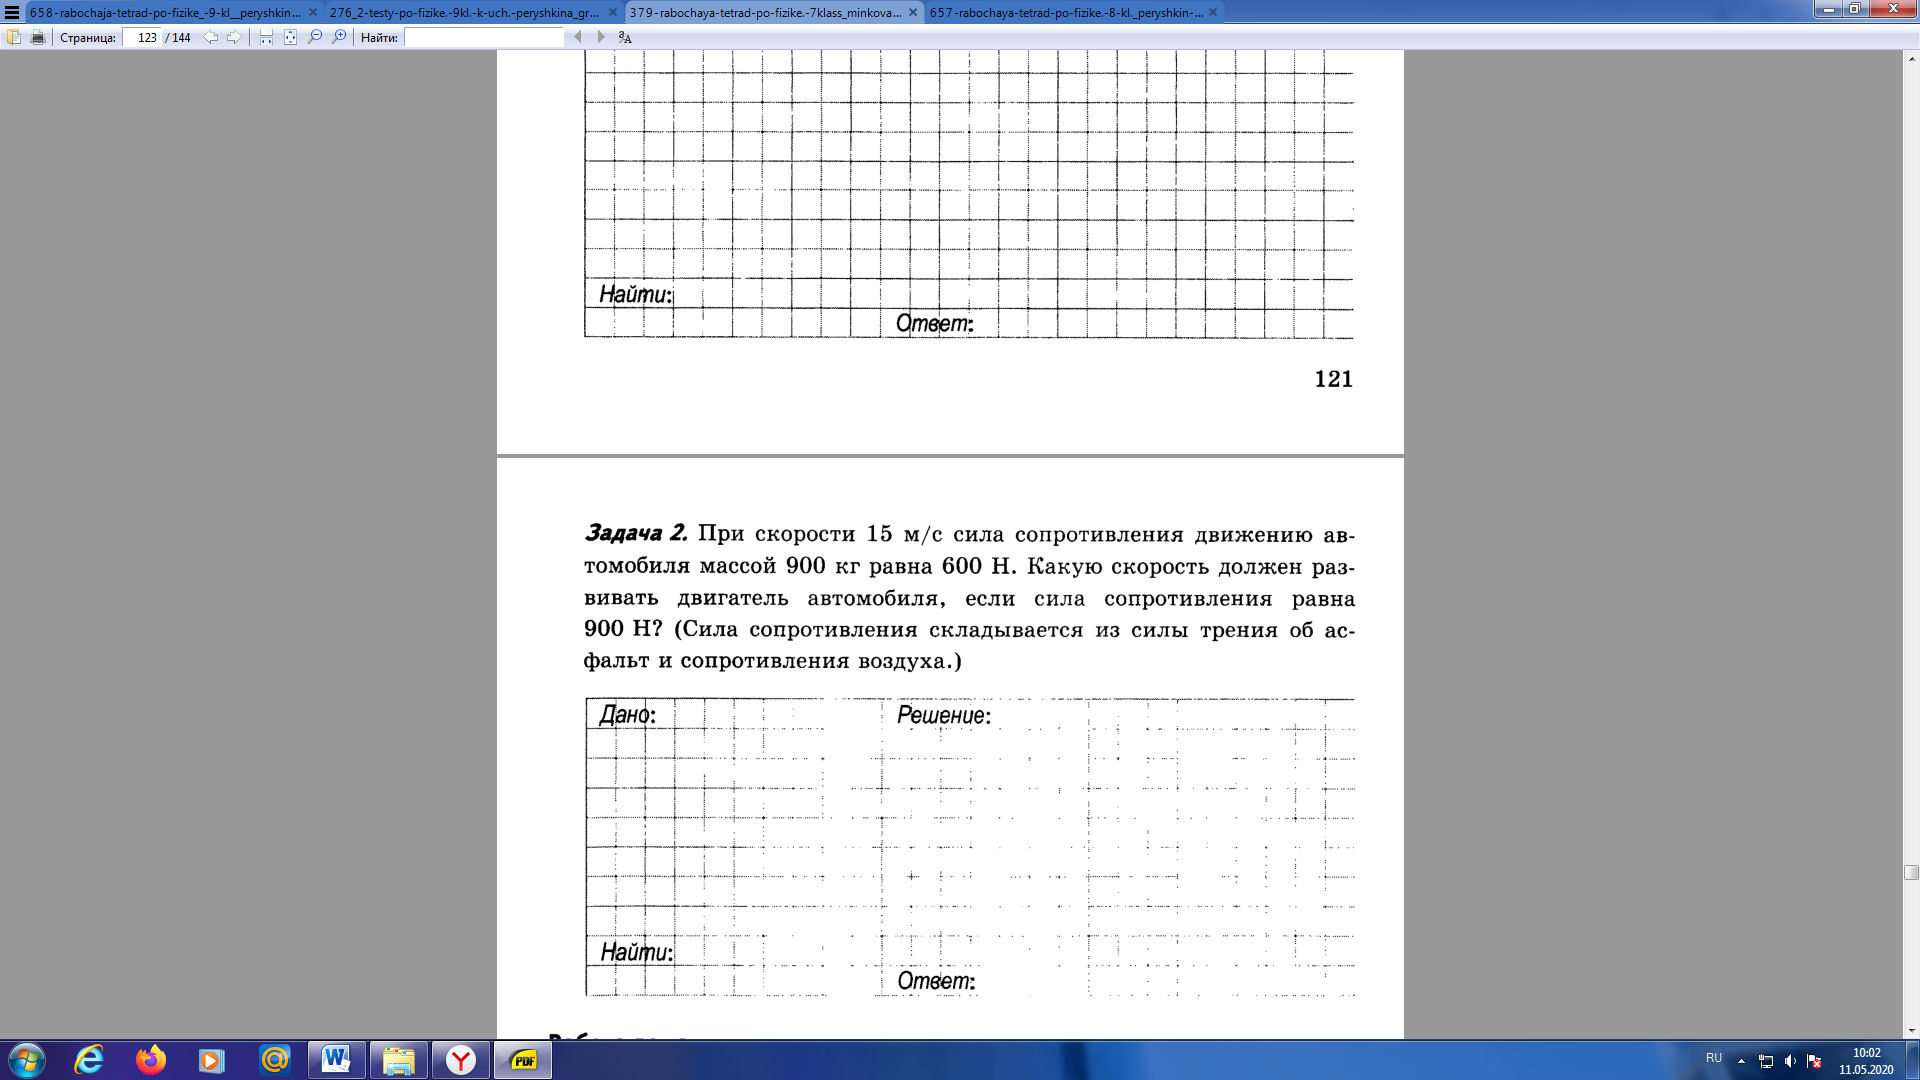 658-rabochaja-tetrad-po-fizike_-9-kl__peryshkin...
276_2-testy-po-fizike.-9kl.-k-uch.-peryshkina_gr...
379-rabochaya-tetrad-po-fizike.-7klass_minkova...
657-rabochaya-tetrad-po-fizike.-8-kl._peryshkin-...
Страница: 123 / 144 Найти:
Найти:
Ответ:
121
Задача 2. При скорости 15 м/с сила сопротивления движению ав-
томобиля массой 900 кг равна 600 Н. Какую скорость должен раз-
вивать двигатель автомобиля, если сила сопротивления равна
900 Н? (Сила сопротивления складывается из силы трения об ас-
фальт и сопротивления воздуха.)
Дано: Решение:
Найти:
Ответ:
RU
10:02
11.05.2020